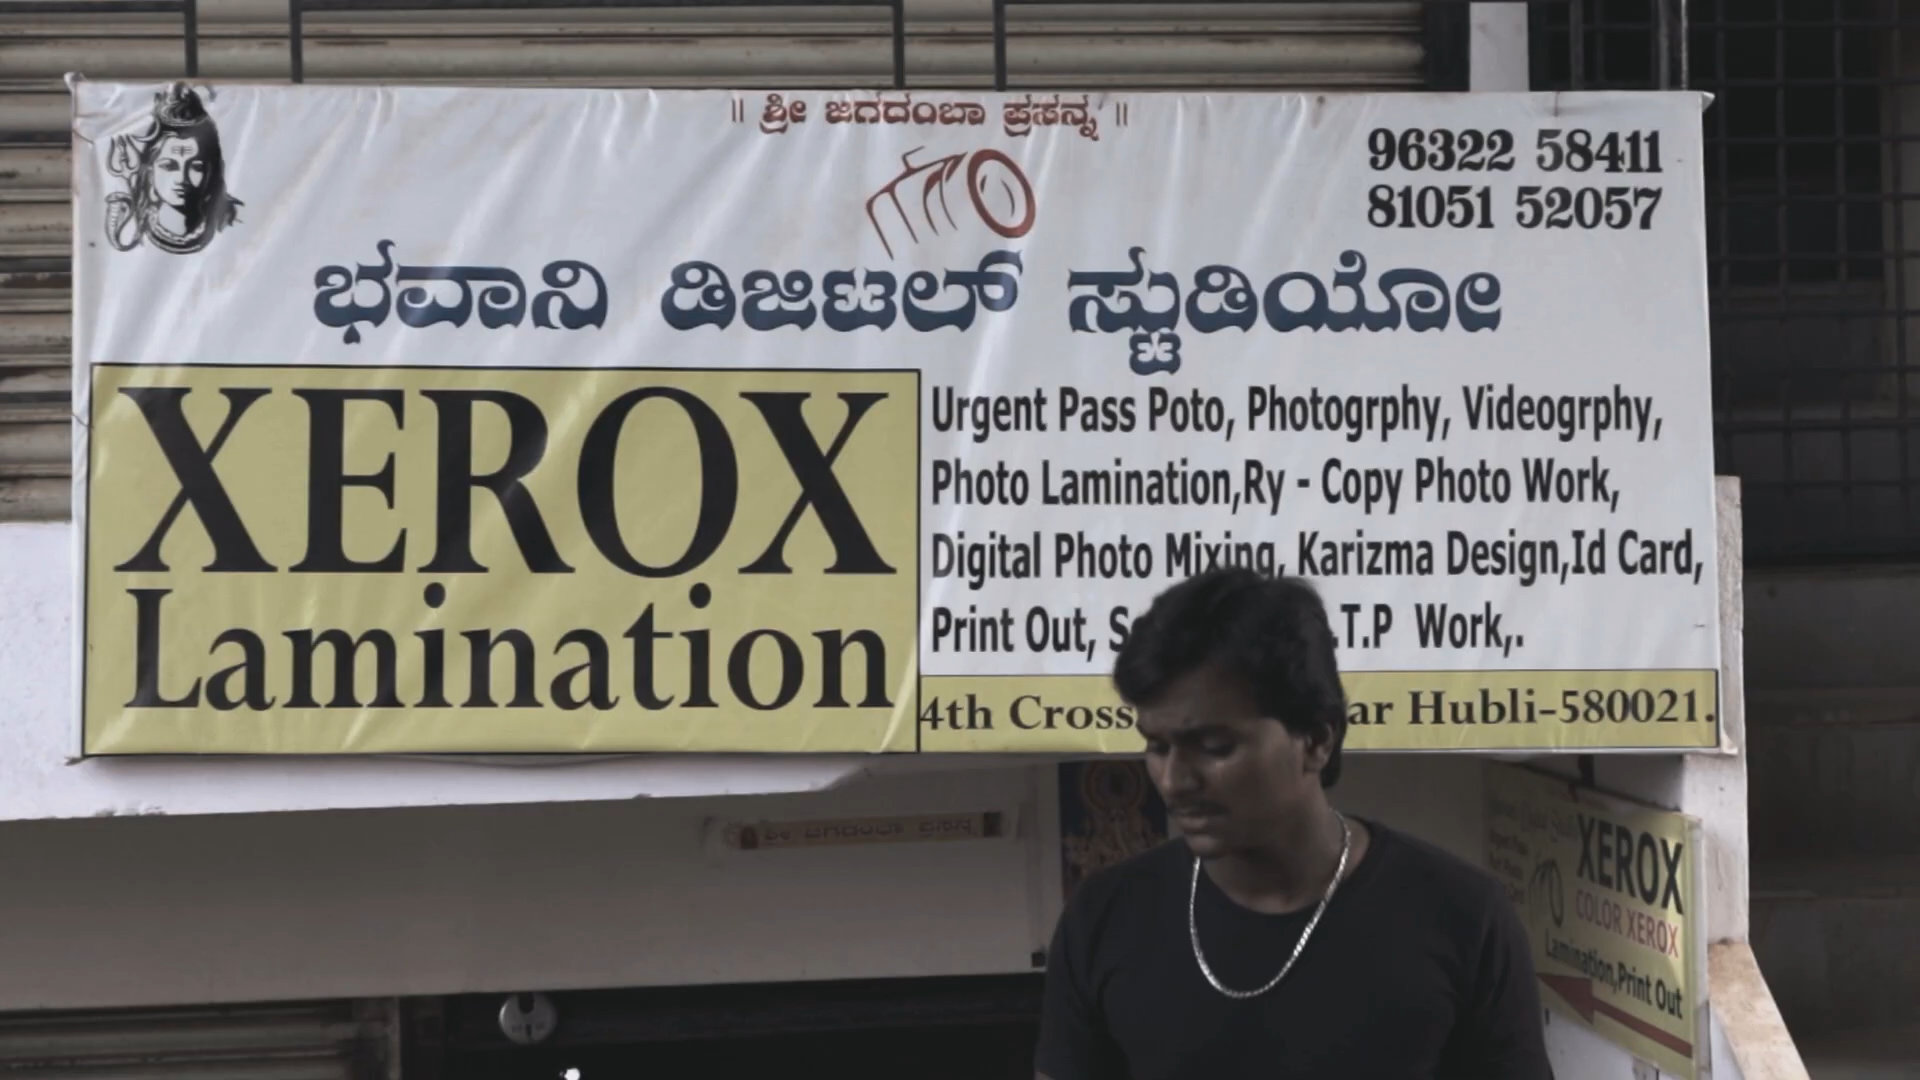 ॥ ಶ್ರೀ ಜಗದಂಬಾ ಪ್ರಸನ್ನ ॥
96322 58411
81051 52057
ಭವಾನಿ ಡಿಜಿಟಲ್ ಸ್ಟುಡಿಯೋ
XEROX
Lamination
Urgent Pass Poto, Photogrphy, Videogrphy,
Photo Lamination,Ry - Copy Photo Work,
Digital Photo Mixing, Karizma Design,Id Card,
Print Out, .T.P Work,.
4th Cross Hubli-580021.
ಶ್ರೀ ಜಗದಂಬಾ ಪ್ರಸನ್ನ
XEROX
COLOR XEROX
Lamination,Print Out